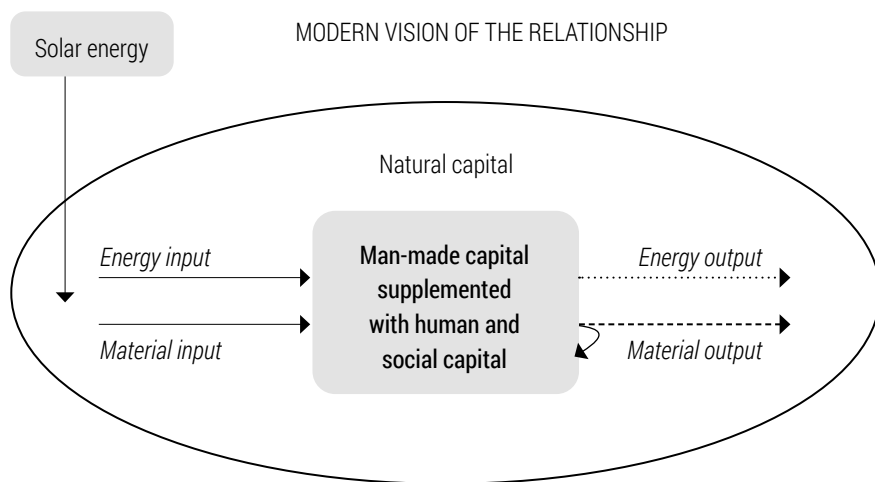 MODERN VISION OF THE RELATIONSHIP
Solar energy
Natural capital
Energy input
Material input
Man-made capital
supplemented
with human and
social capital
Energy output
Material output